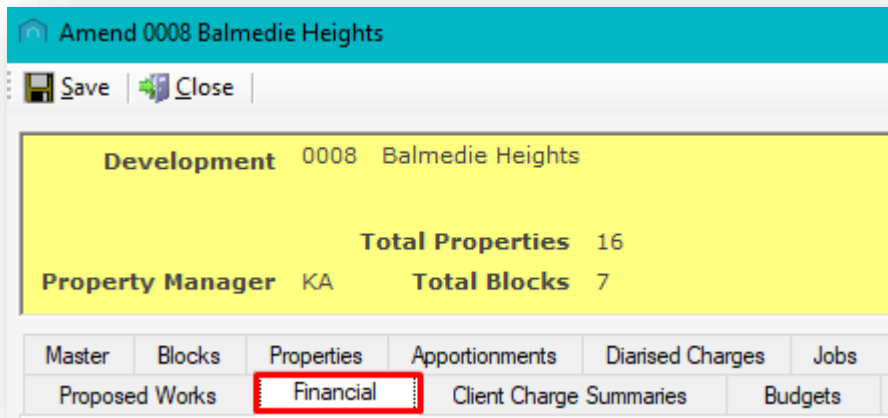 Amend 0008 Balmedie Heights
Save Close
Development 0008 Balmedie Heights
Total Properties 16
Property Manager KA Total Blocks 7
Master Blocks Properties Apportionments Diarised Charges Jobs
Proposed Works Financial Client Charge Summaries Budgets